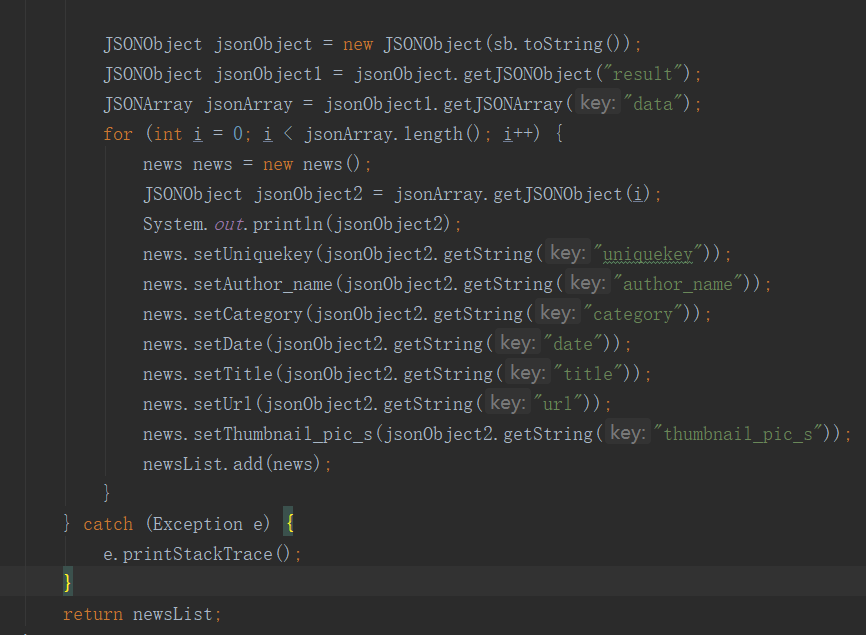 JSONObject jsonObject = new JSONObject(sb.toString());
JSONObject jsonObject1 = jsonObject.getJSONObject("result");
JSONArray jsonArray = jsonObject1.getJSONArray( key: "data");
for (int i = 0; i < jsonArray.length(); i++) {
news news = new news();
JSONObject jsonObject2 = jsonArray.getJSONObject(i);
System.out.println(jsonObject2);
news.setUniquekey(jsonObject2.getString( key: "uniquekey"));
news.setAuthor_name(jsonObject2.getString( key: "author_name"));
news.setCategory(jsonObject2.getString( key: "category"));
news.setDate(jsonObject2.getString( key: "date"));
news.setTitle(jsonObject2.getString( key: "title"));
news.setUrl(jsonObject2.getString( key: "url"));
news.setThumbnail_pic_s(jsonObject2.getString( key: "thumbnail_pic_s"));
newsList.add(news);
}
} catch (Exception e) {
e.printStackTrace();
}
return newsList;